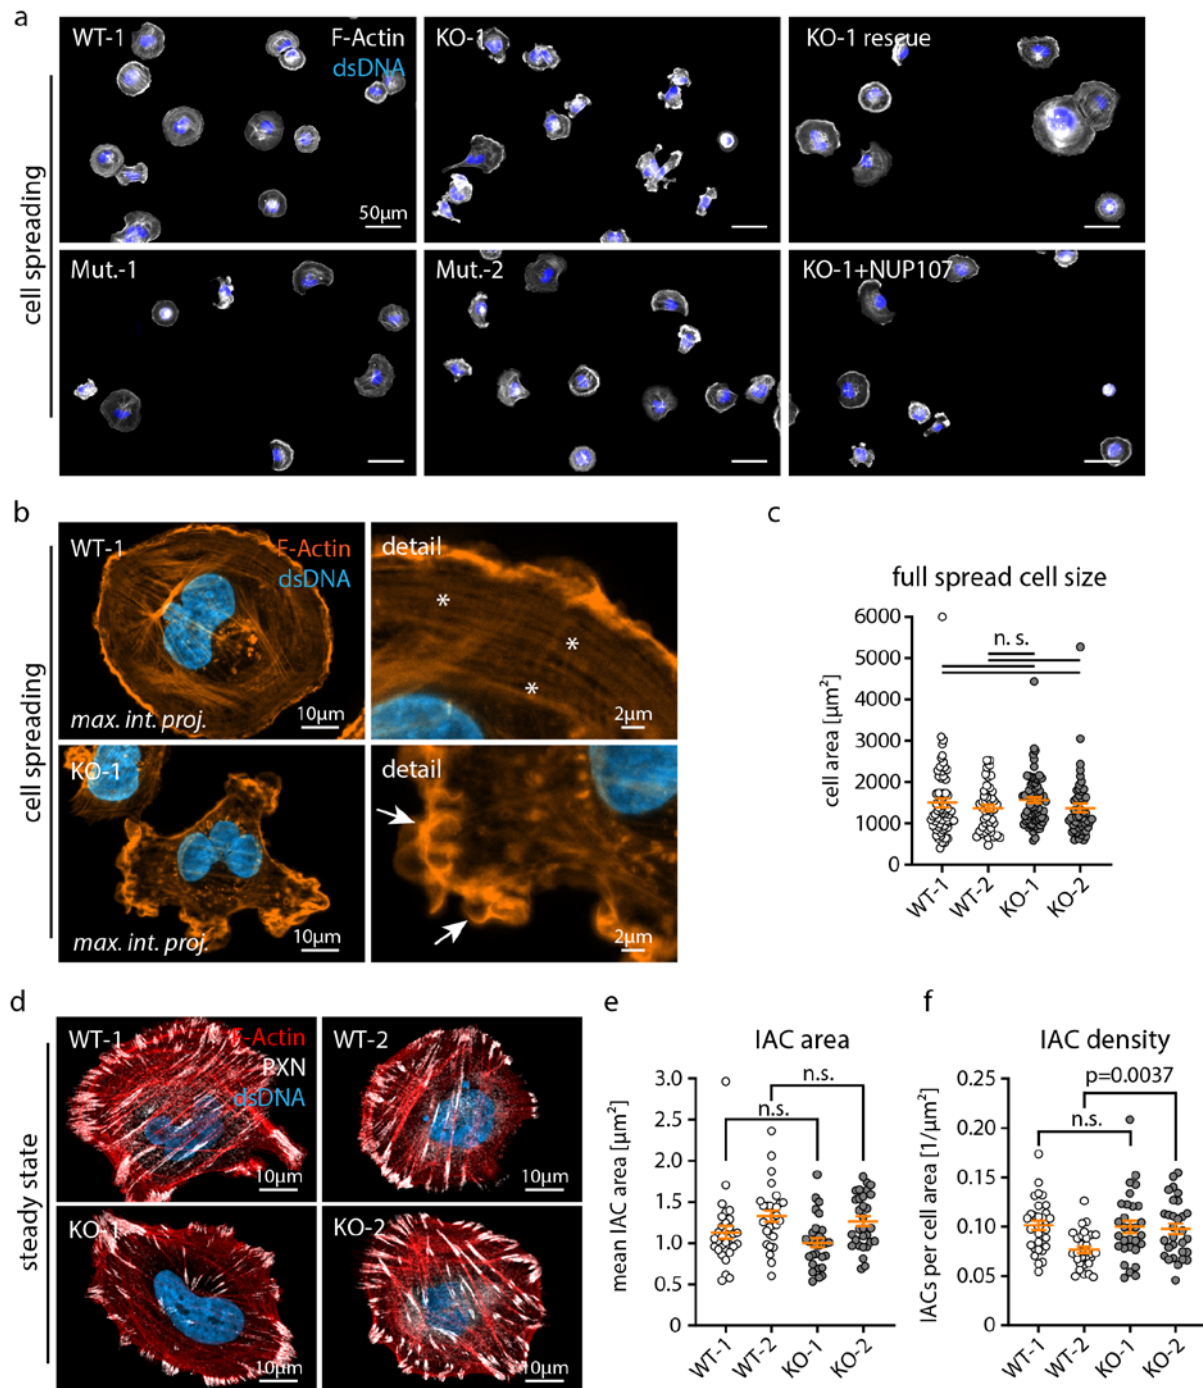 a
WT-1
F-Actin
dsDNA
50µm
KO-1
KO-1 rescue
cell spreading
Mut.-1
Mut.-2
KO-1+NUP107
b
WT-1
F-Actin
dsDNA
max. int. proj.
10µm
detail
*
*
*
2µm
cell spreading
KO-1
max. int. proj.
10µm
detail
2µm
c
full spread cell size
n. s.
cell area [µm²]
6000
5000
4000
3000
2000
1000
0
WT-1
WT-2
KO-1
KO-2
d
steady state
WT-1
F-Actin
PXN
dsDNA
10µm
WT-2
10µm
KO-1
10µm
KO-2
10µm
e
IAC area
n.s.
n.s.
mean IAC area [µm²]
3.0
2.5
2.0
1.5
1.0
0.5
0
WT-1
WT-2
KO-1
KO-2
f
IAC density
p=0.0037
n.s.
IACs per cell area [1/µm²]
0.25
0.20
0.15
0.10
0.05
0
WT-1
WT-2
KO-1
KO-2